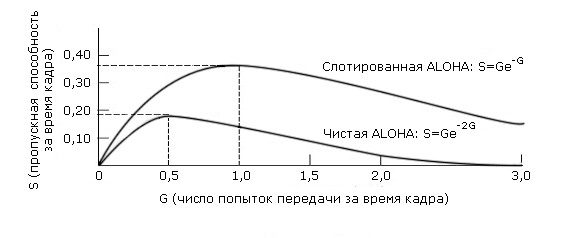 S (пропускная способность
за время кадра)
0,40
0,30
0,20
0,10
Слотированная ALOHA: S=Ge-G
Чистая ALOHA: S=Ge-2G
0
0,5
1,0
1,5
2,0
3,0
G (число попыток передачи за время кадра)